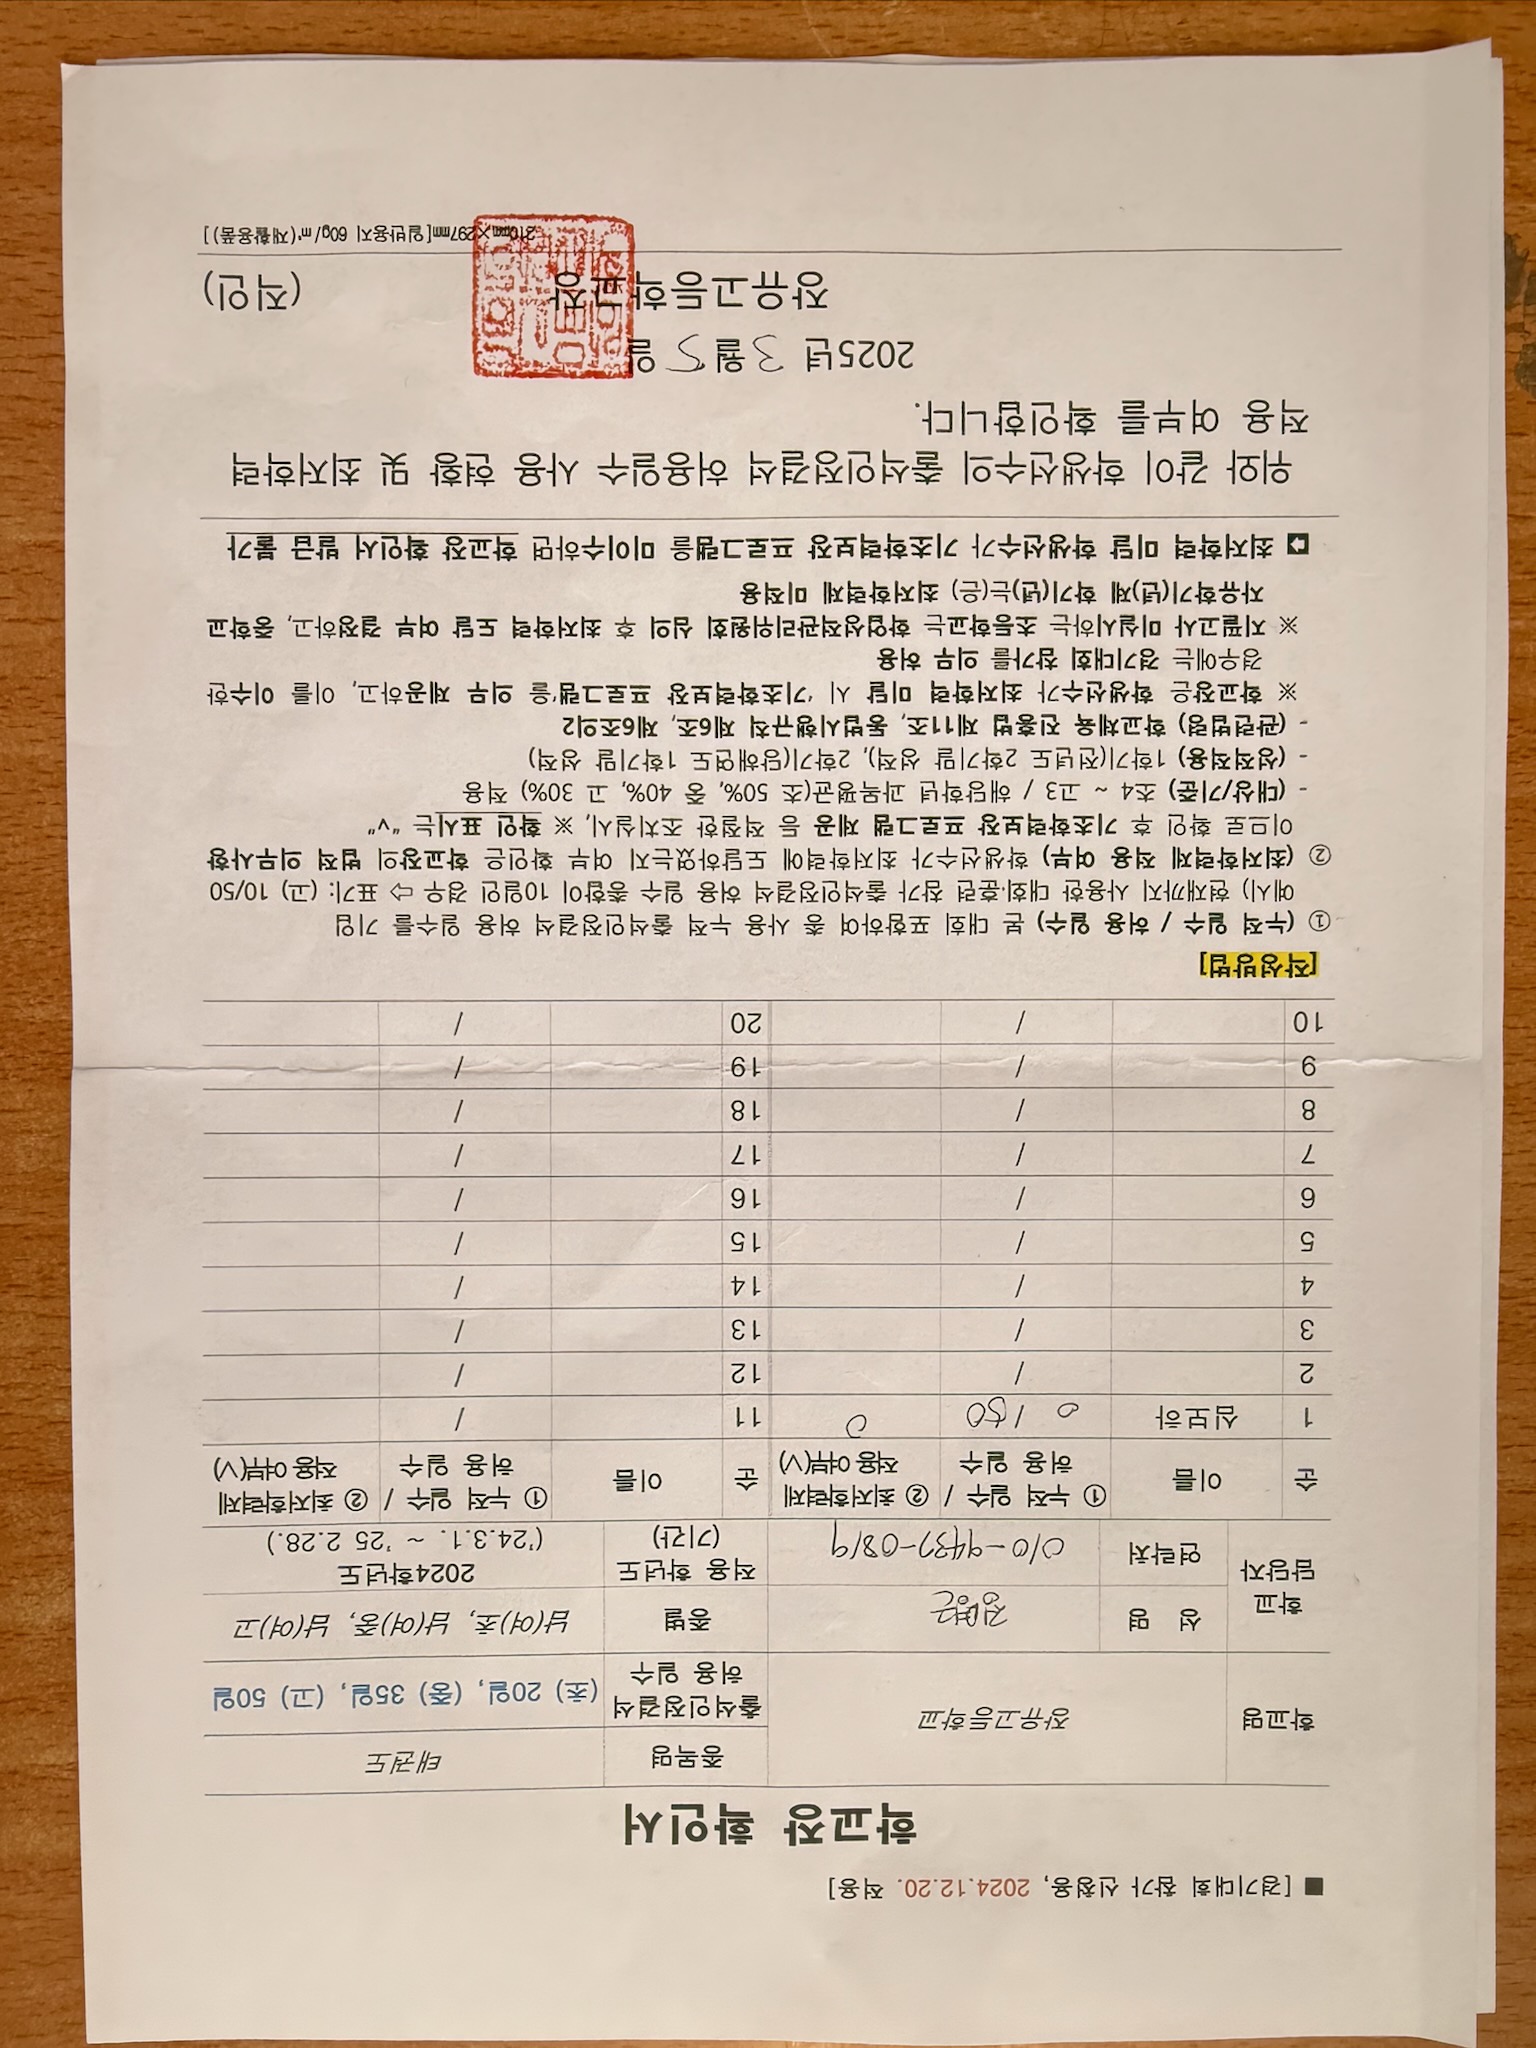 ■ [경기대회 참가 신청용, 2024.12.20. 적용]
학교장 확인서
학교명 장유고등학교 종목명 태권도
출석인정결석 허용 일수 (초) 20일, (중) 35일, (고) 50일
학교 담당자 성 명 종별 남(여)초, 남(여)중, 남(여)고
연락처 010-9437-0819 적용 학년도 (기간) 2024학년도 ('24.3.1. ~ '25 2.28.)
순 이름 ① 누적 일수 / 허용 일수 ② 최저학력제 적용여부(V) 순 이름 ① 누적 일수 / 허용 일수 ② 최저학력제 적용여부(V)
1 심보하 0 / 50 0 11 /
2 / 12 /
3 / 13 /
4 / 14 /
5 / 15 /
6 / 16 /
7 / 17 /
8 / 18 /
9 / 19 /
10 / 20 /
[작성방법]
① (누적 일수 / 허용 일수) 본 대회 포함하여 총 사용 누적 출석인정결석 허용 일수를 기입
예시) 현재까지 사용한 대회·훈련 참가 출석인정결석 허용 일수 총합이 10일인 경우 ⇨ 표기: (고) 10/50
② (최저학력제 적용 여부) 학생선수가 최저학력에 도달하였는지 여부 확인은 학교장의 법적 의무사항
이므로 확인 후 기초학력보장 프로그램 제공 등 적절한 조치실시, ※ 확인 표시는 "v"
- (대상/기준) 초4 ~ 고3 / 해당학년 과목평균(초 50%, 중 40%, 고 30%) 적용
- (성적적용) 1학기(전년도 2학기말 성적), 2학기(당해연도 1학기말 성적)
- (관련법령) 학교체육 진흥법 제11조, 동법시행규칙 제6조, 제6조의2
※ 학교장은 학생선수가 최저학력 미달 시 '기초학력보장 프로그램'을 의무 제공하고, 이를 이수한
경우에는 경기대회 참가를 의무 허용
※ 지필고사 미실시하는 초등학교는 학업성적관리위원회 심의 후 최저학력 도달 여부 결정하고, 중학교
자유학기(년)제 학기(년)는(은) 최저학력제 미적용
➡ 최저학력 미달 학생선수가 기초학력보장 프로그램을 미이수하면 학교장 확인서 발급 불가
위와 같이 학생선수의 출석인정결석 허용일수 사용 현황 및 최저학력
적용 여부를 확인합니다.
2025년 3월 5일
장유고등학교장 (직인)
210mm×297mm[일반용지 60g/㎡(재활용품)]